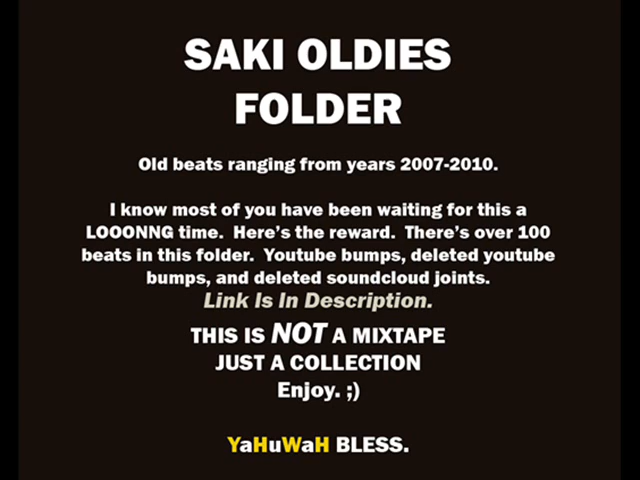 SAKI OLDIES
FOLDER
Old beats ranging from years 2007-2010.
I know most of you have been waiting for this a
LOOONNG time.  Here's the reward.  There's over 100
beats in this folder.  Youtube bumps, deleted youtube
bumps, and deleted soundcloud joints.
Link Is In Description.
THIS IS NOT A MIXTAPE
JUST A COLLECTION
Enjoy. ;)
YaHuWaH BLESS.